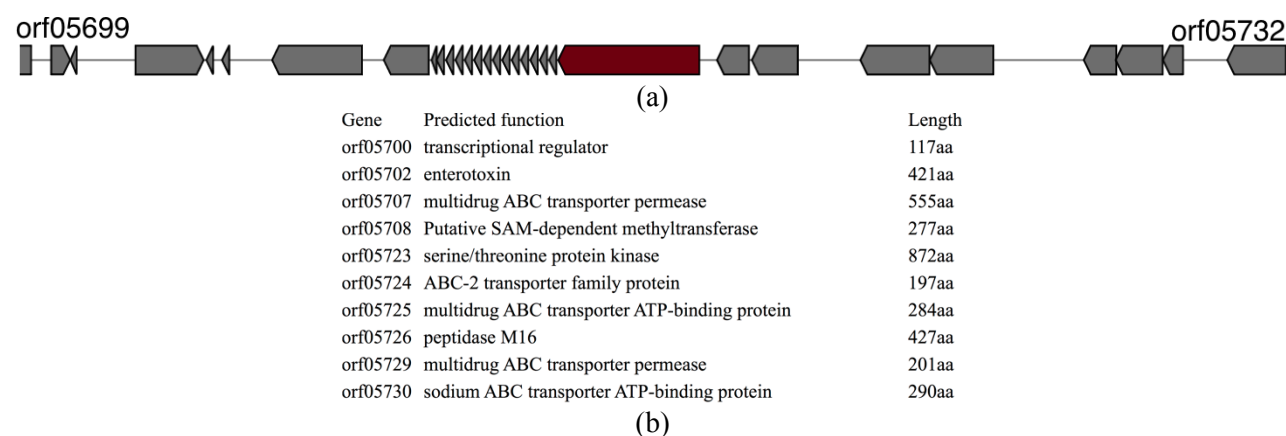 orf05699 orf05732
(a)
Gene Predicted function Length
orf05700 transcriptional regulator 117aa
orf05702 enterotoxin 421aa
orf05707 multidrug ABC transporter permease 555aa
orf05708 Putative SAM-dependent methyltransferase 277aa
orf05723 serine/threonine protein kinase 872aa
orf05724 ABC-2 transporter family protein 197aa
orf05725 multidrug ABC transporter ATP-binding protein 284aa
orf05726 peptidase M16 427aa
orf05729 multidrug ABC transporter permease 201aa
orf05730 sodium ABC transporter ATP-binding protein 290aa
(b)